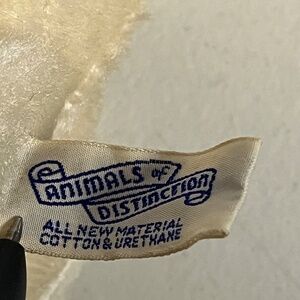 ANIMALS of
DISTINCTION
ALL NEW MATERIAL
COTTON & URETHANE